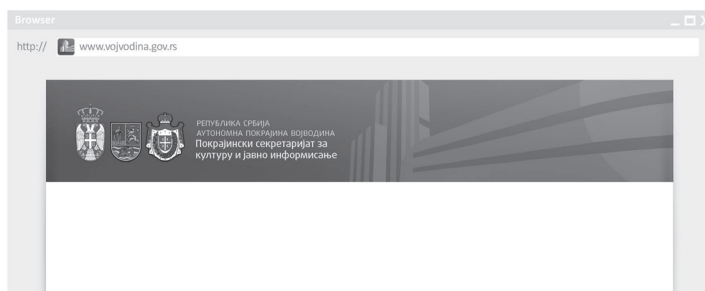 Browser
http:// www.vojvodina.gov.rs
РЕПУБЛИКА СРБИЈА
АУТОНОМНА ПОКРАЈИНА ВОЈВОДИНА
Покрајински секретаријат за
културу и јавно информисање